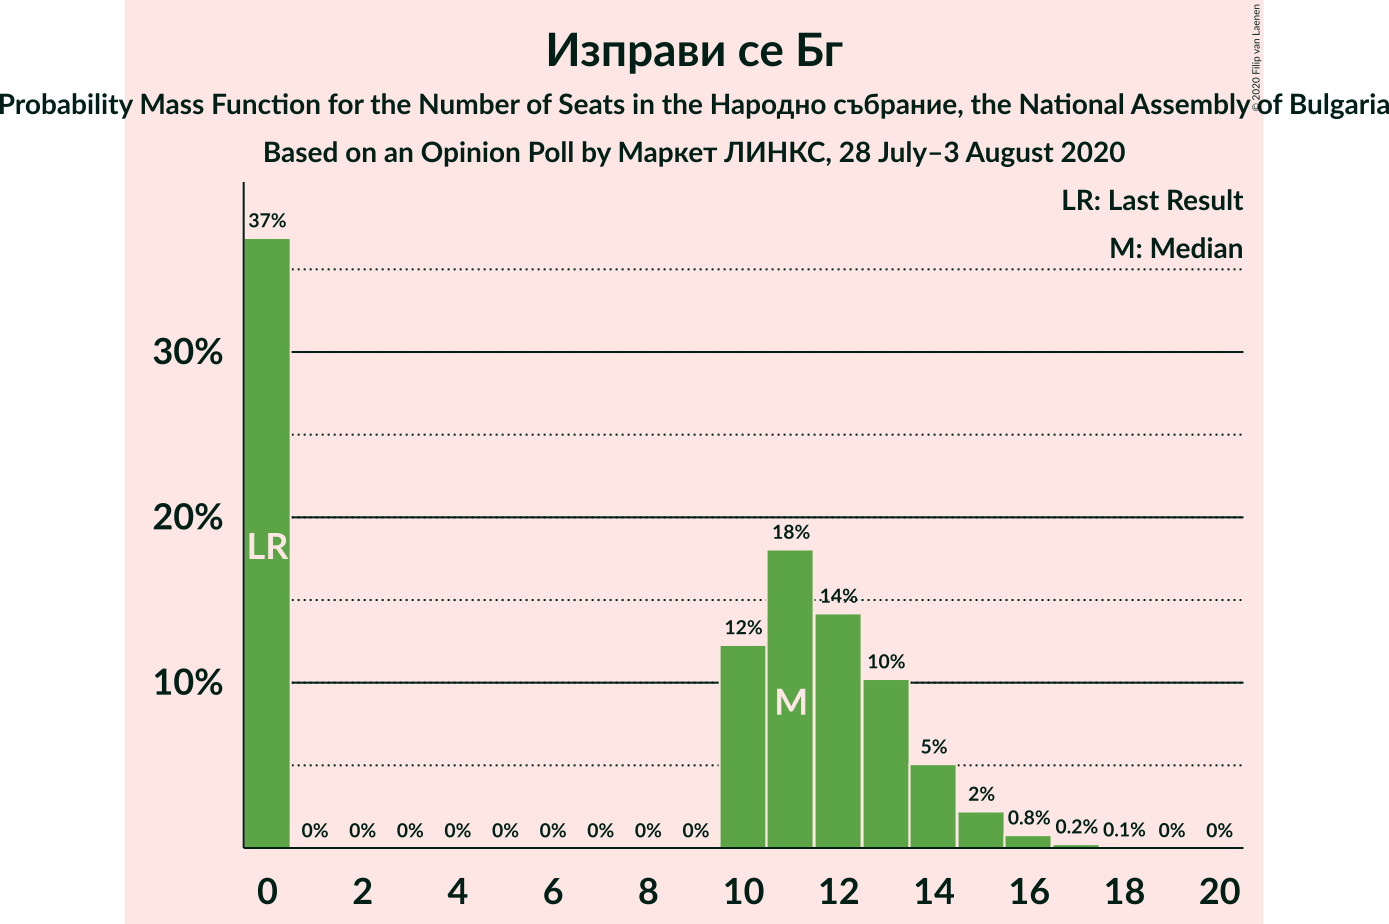 Изправи се Бг
Probability Mass Function for the Number of Seats in the Народно събрание, the National Assembly of Bulgaria
Based on an Opinion Poll by Маркет ЛИНКС, 28 July–3 August 2020
© 2020 Filip van Laenen
LR: Last Result
M: Median
37%
30%
20%
LR
18%
14%
12%
10%
10%
M
5%
2%
0% 0% 0% 0% 0% 0% 0% 0% 0% 0.8% 0.2% 0.1% 0% 0%
0 2 4 6 8 10 12 14 16 18 20